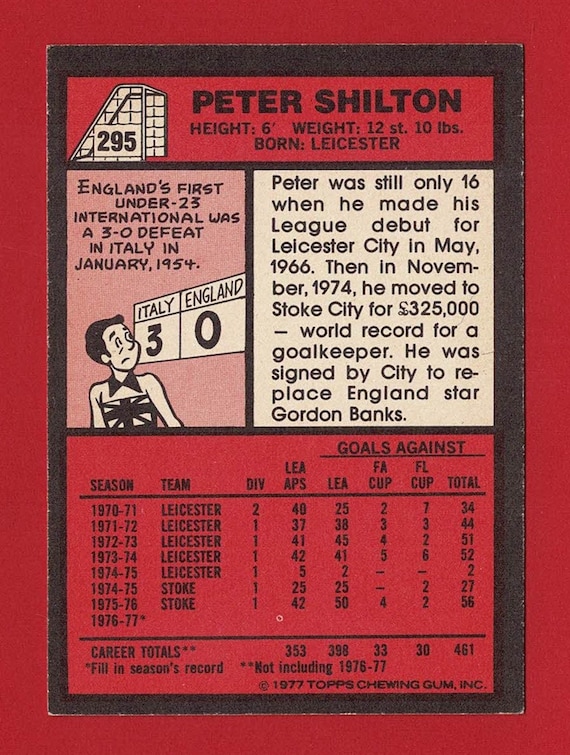 295
PETER SHILTON
HEIGHT: 6' WEIGHT: 12 st. 10 lbs.
BORN: LEICESTER
ENGLAND'S FIRST
UNDER-23
INTERNATIONAL WAS
A 3-0 DEFEAT
IN ITALY IN
JANUARY, 1954.
ITALY ENGLAND
3 0
Peter was still only 16
when he made his
League debut for
Leicester City in May,
1966. Then in Novem-
ber, 1974, he moved to
Stoke City for £325,000
— world record for a
goalkeeper. He was
signed by City to re-
place England star
Gordon Banks.
GOALS AGAINST
LEA FA FL
SEASON TEAM DIV APS LEA CUP CUP TOTAL
1970-71 LEICESTER 2 40 25 2 7 34
1971-72 LEICESTER 1 37 38 3 3 44
1972-73 LEICESTER 1 41 45 4 2 51
1973-74 LEICESTER 1 42 41 5 6 52
1974-75 LEICESTER 1 5 2 — — 2
1974-75 STOKE 1 25 25 — 2 27
1975-76 STOKE 1 42 50 4 2 56
1976-77*
CAREER TOTALS** 353 398 33 30 461
*Fill in season's record **Not including 1976-77
© 1977 TOPPS CHEWING GUM, INC.